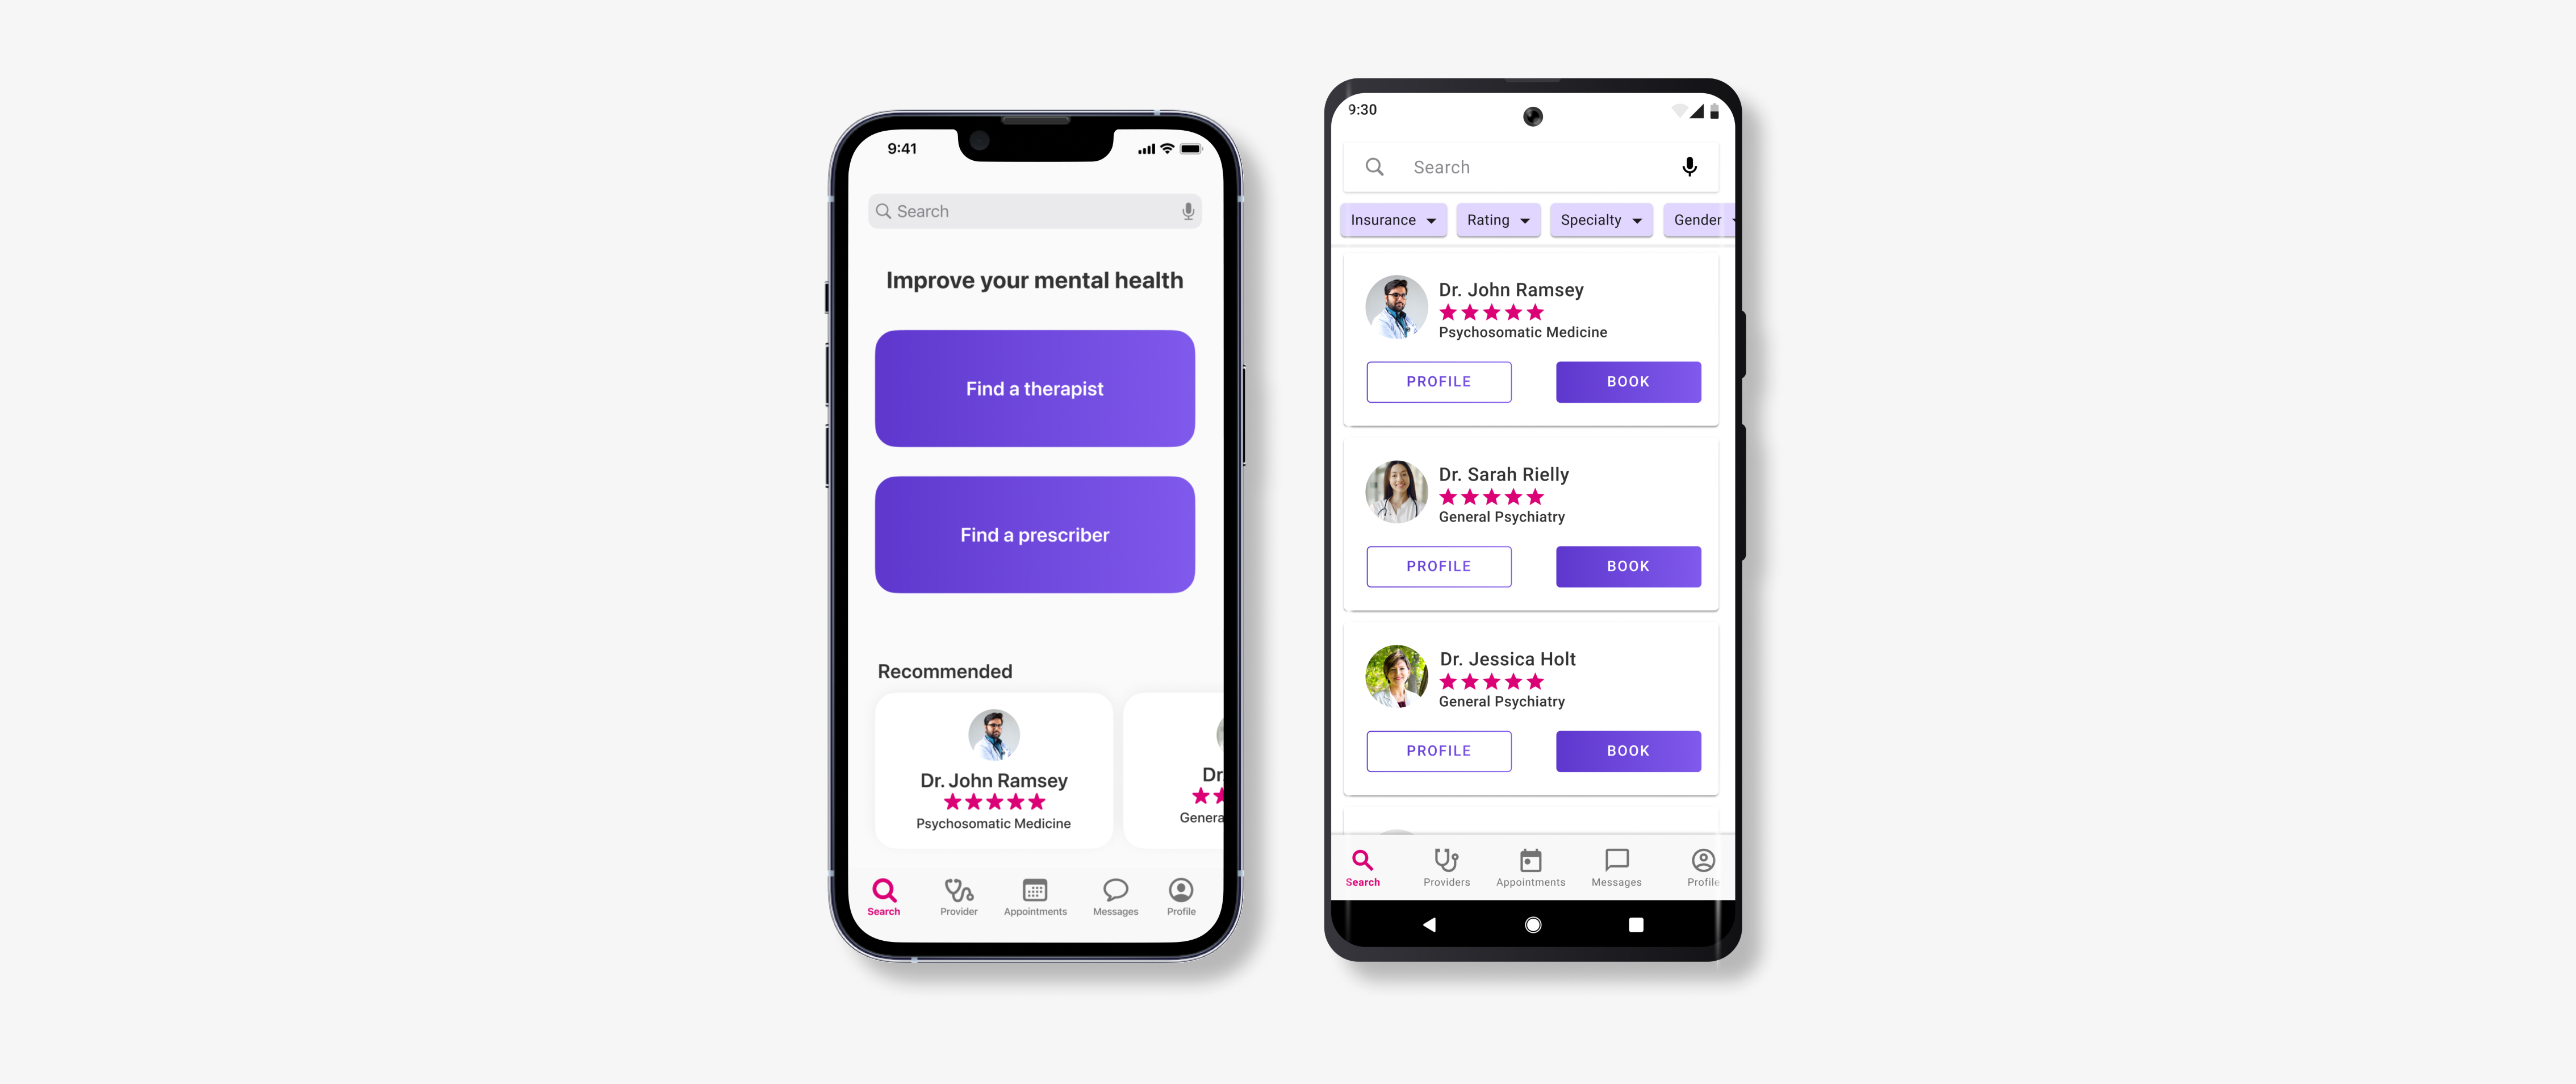 9:41
Search
Improve your mental health
Find a therapist
Find a prescriber
Recommended
Dr. John Ramsey
Psychosomatic Medicine
Dr.
Genera
Search
Provider
Appointments
Messages
Profile
9:30
Search
Insurance
Rating
Specialty
Gender
Dr. John Ramsey
Psychosomatic Medicine
PROFILE
BOOK
Dr. Sarah Rielly
General Psychiatry
PROFILE
BOOK
Dr. Jessica Holt
General Psychiatry
PROFILE
BOOK
Search
Providers
Appointments
Messages
Profile